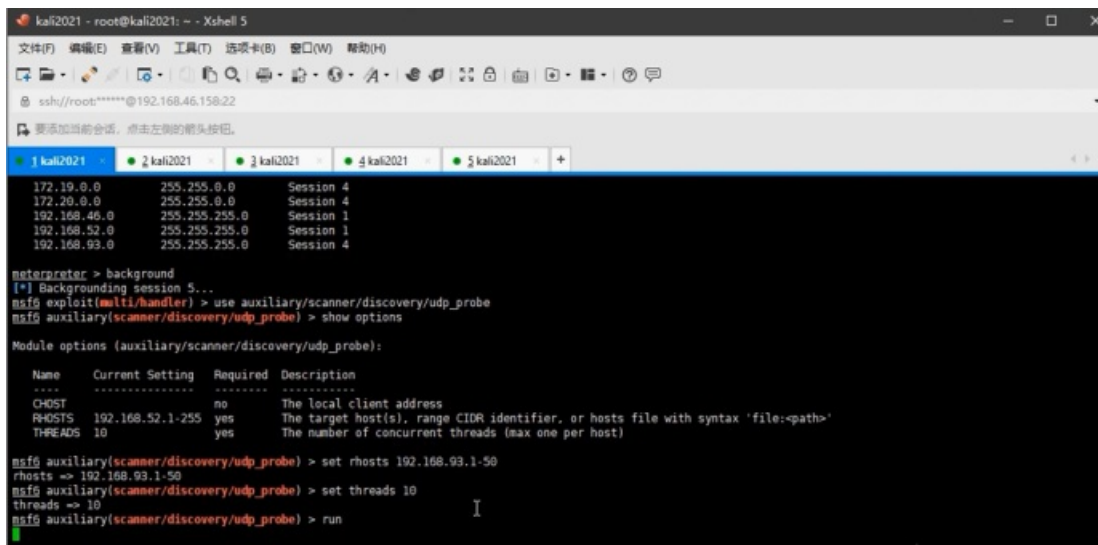 kali2021 - root@kali2021: ~ - Xshell 5
文件(F) 编辑(E) 查看(V) 工具(T) 选项卡(B) 窗口(W) 帮助(H)
ssh://root:******@192.168.46.158:22
要添加当前会话，点击左侧的箭头按钮。
1 kali2021 2 kali2021 3 kali2021 4 kali2021 5 kali2021 +
172.19.0.0 255.255.0.0 Session 4
172.20.0.0 255.255.0.0 Session 4
192.168.46.0 255.255.255.0 Session 1
192.168.52.0 255.255.255.0 Session 1
192.168.93.0 255.255.255.0 Session 4
meterpreter > background
[*] Backgrounding session 5...
msf6 exploit(multi/handler) > use auxiliary/scanner/discovery/udp_probe
msf6 auxiliary(scanner/discovery/udp_probe) > show options
Module options (auxiliary/scanner/discovery/udp_probe):
Name Current Setting Required Description
---- --------------- -------- -----------
CHOST no The local client address
RHOSTS 192.168.52.1-255 yes The target host(s), range CIDR identifier, or hosts file with syntax 'file:<path>'
THREADS 10 yes The number of concurrent threads (max one per host)
msf6 auxiliary(scanner/discovery/udp_probe) > set rhosts 192.168.93.1-50
rhosts => 192.168.93.1-50
msf6 auxiliary(scanner/discovery/udp_probe) > set threads 10
threads => 10
msf6 auxiliary(scanner/discovery/udp_probe) > run